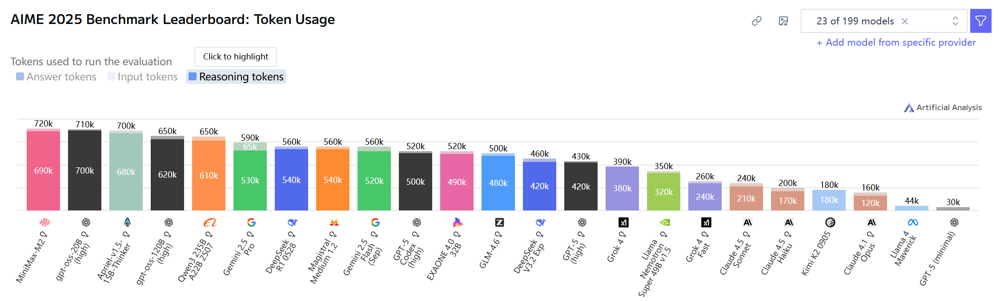 AIME 2025 Benchmark Leaderboard: Token Usage
23 of 199 models
+ Add model from specific provider
Click to highlight
Tokens used to run the evaluation
Answer tokens
Input tokens
Reasoning tokens
Artificial Analysis
720k
710k
700k
650k
650k
590k
560k
560k
560k
520k
520k
500k
460k
430k
390k
350k
260k
240k
200k
180k
160k
44k
30k
65k
690k
700k
680k
620k
610k
530k
540k
540k
520k
500k
490k
480k
420k
420k
380k
320k
240k
210k
170k
180k
120k
MiniMax-M2
gpt-oss-20B
(high)
Apriel-v1.5-
15B-Thinker
gpt-oss-120B
(high)
Qwen3 235B
A22B 2507
Gemini 2.5
Pro
DeepSeek
R1 0528
Magistral
Medium 1.2
Gemini 2.5
Flash
(Sep)
GPT-5
Codex
(high)
EXAONE 4.0
32B
GLM-4.6
DeepSeek
V3.2 Exp
GPT-5
(high)
Grok 4
Llama
Nemotron
Super 49B v1.5
Grok 4
Fast
Claude 4.5
Sonnet
Claude 4.5
Haiku
Kimi K2 0905
Claude 4.1
Opus
Llama 4
Maverick
GPT-5 (minimal)